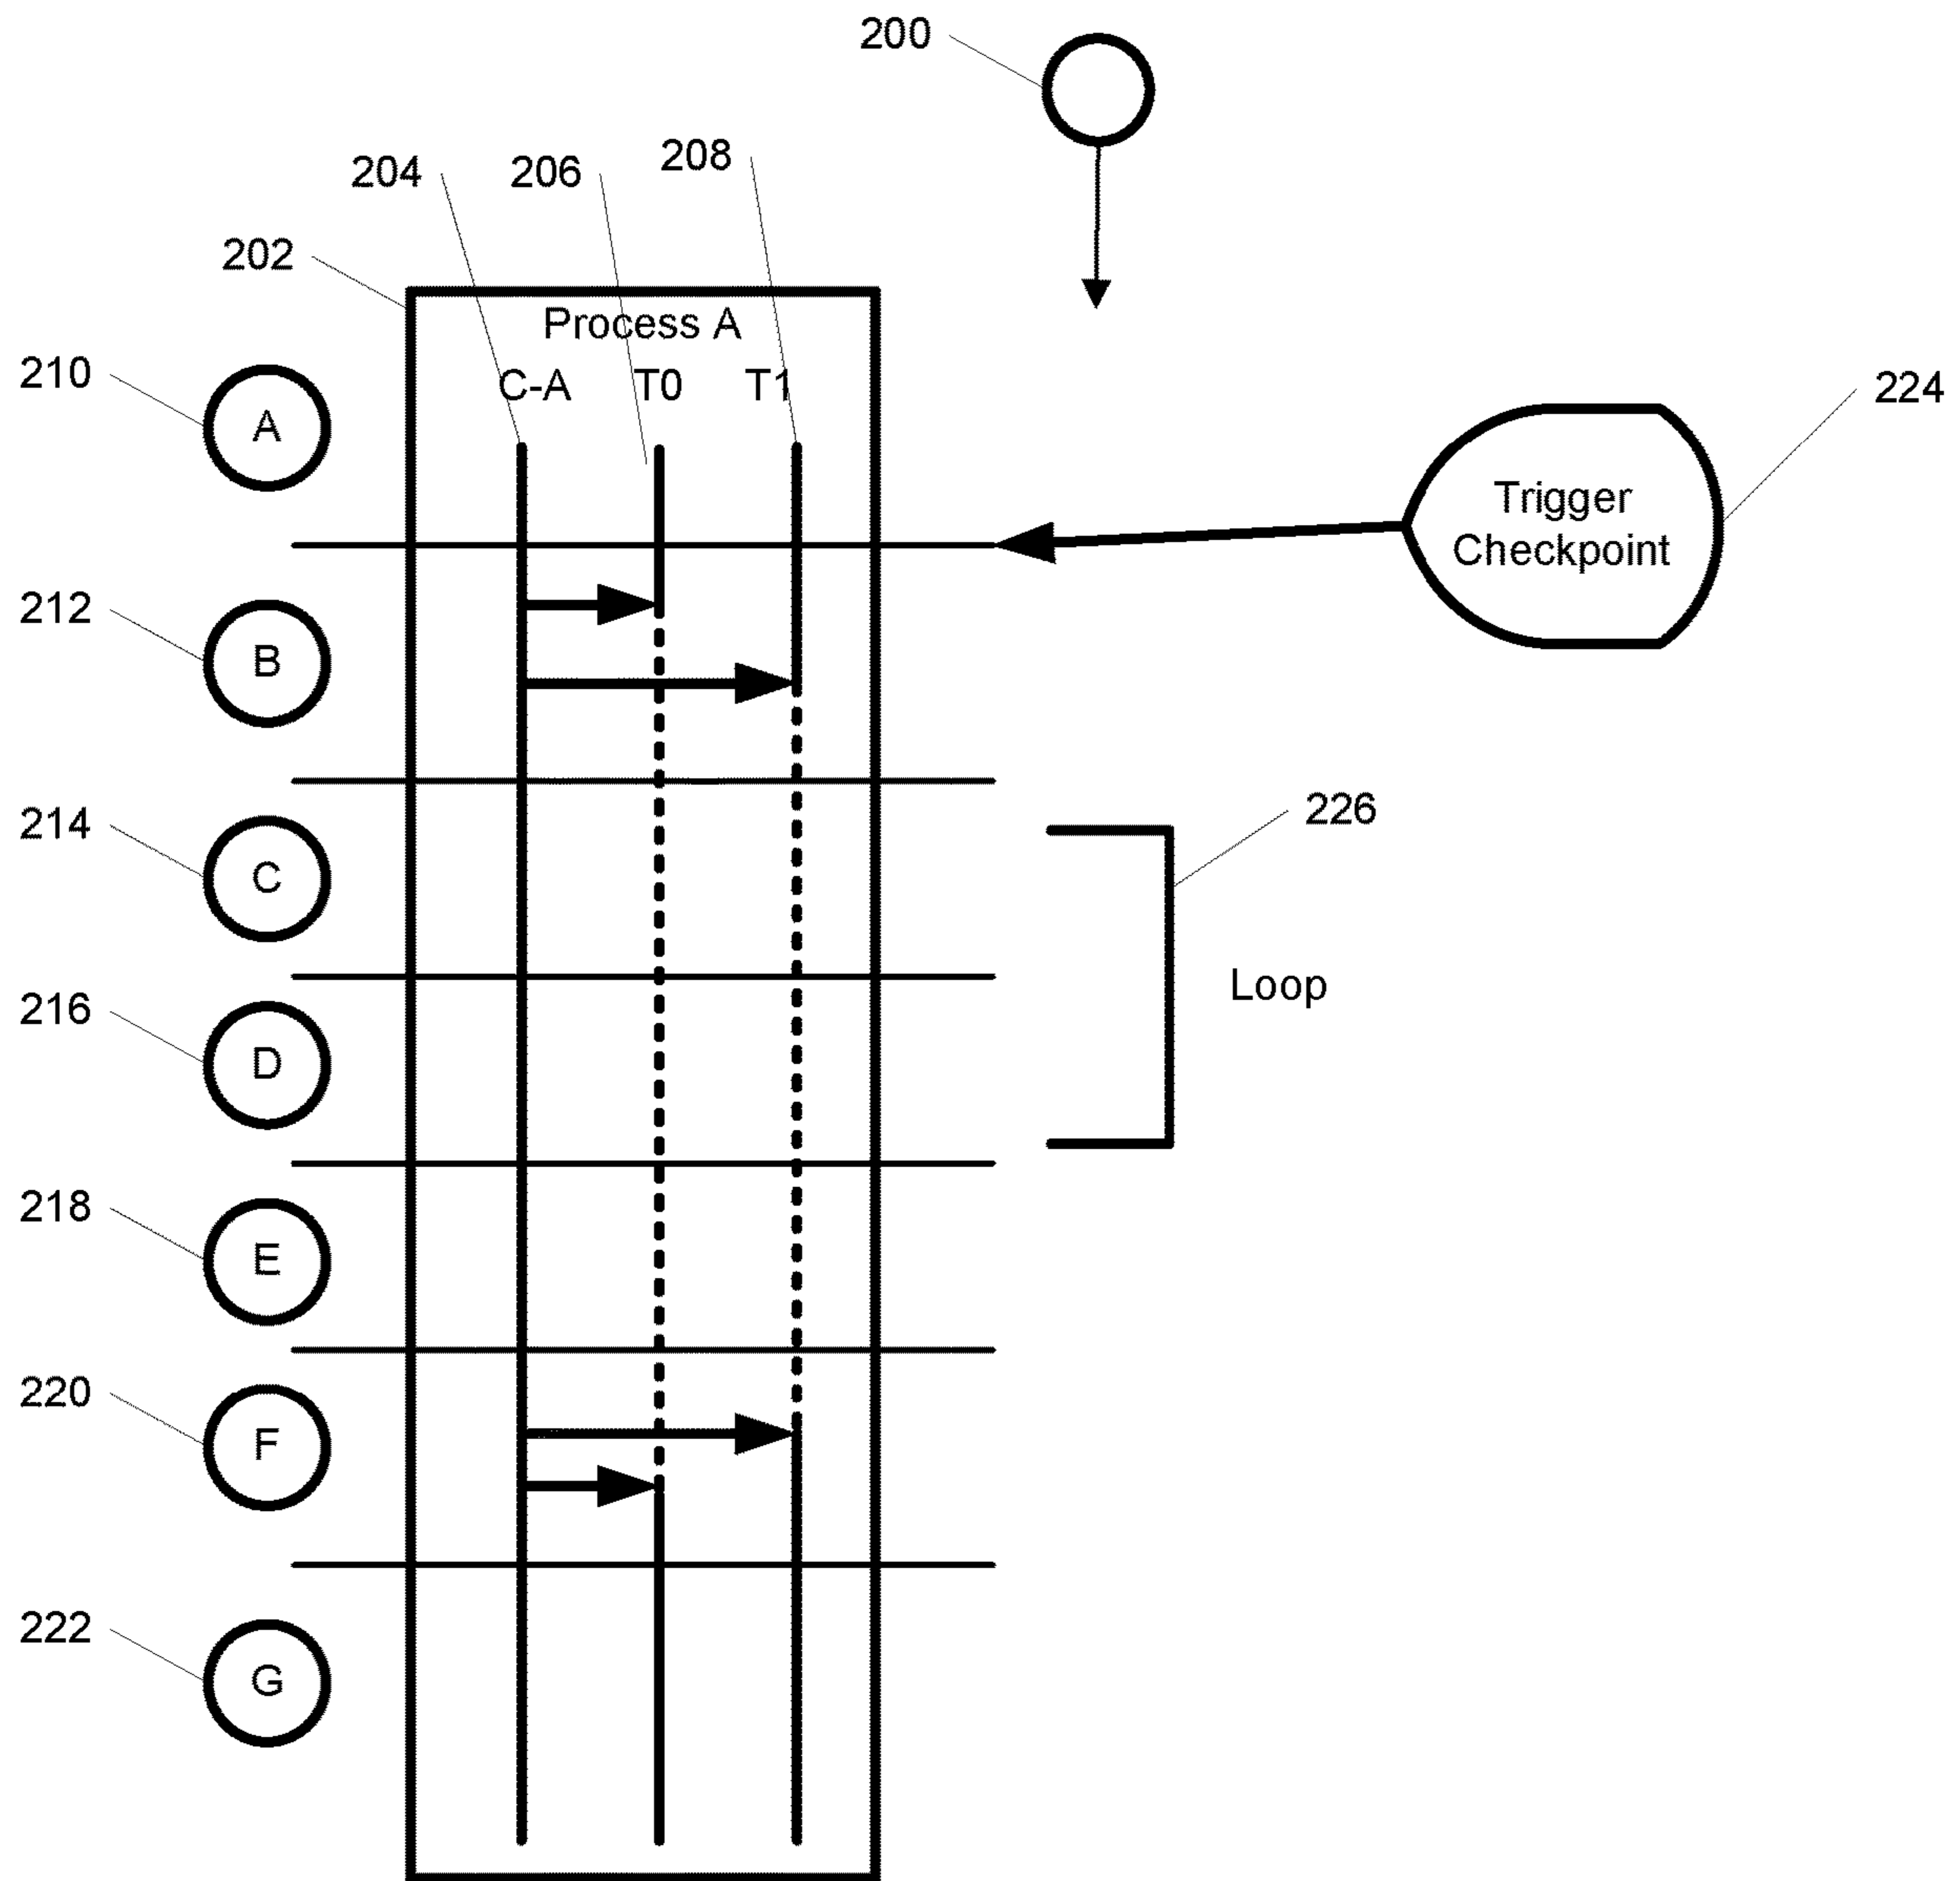 200
204
206
208
202
Process A
C-A T0 T1
210
A
224
Trigger
Checkpoint
212
B
214
C
226
Loop
216
D
218
E
220
F
222
G